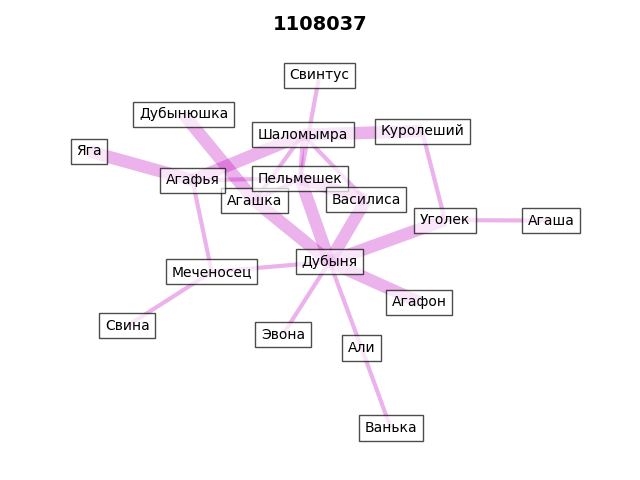 1108037
Свинтус
Дубынюшка
Шаломымра
Куролеший
Яга
Агафья
Пельмешек
Агашка
Василиса
Уголек
Агаша
Дубыня
Меченосец
Агафон
Свина
Эвона
Али
Ванька